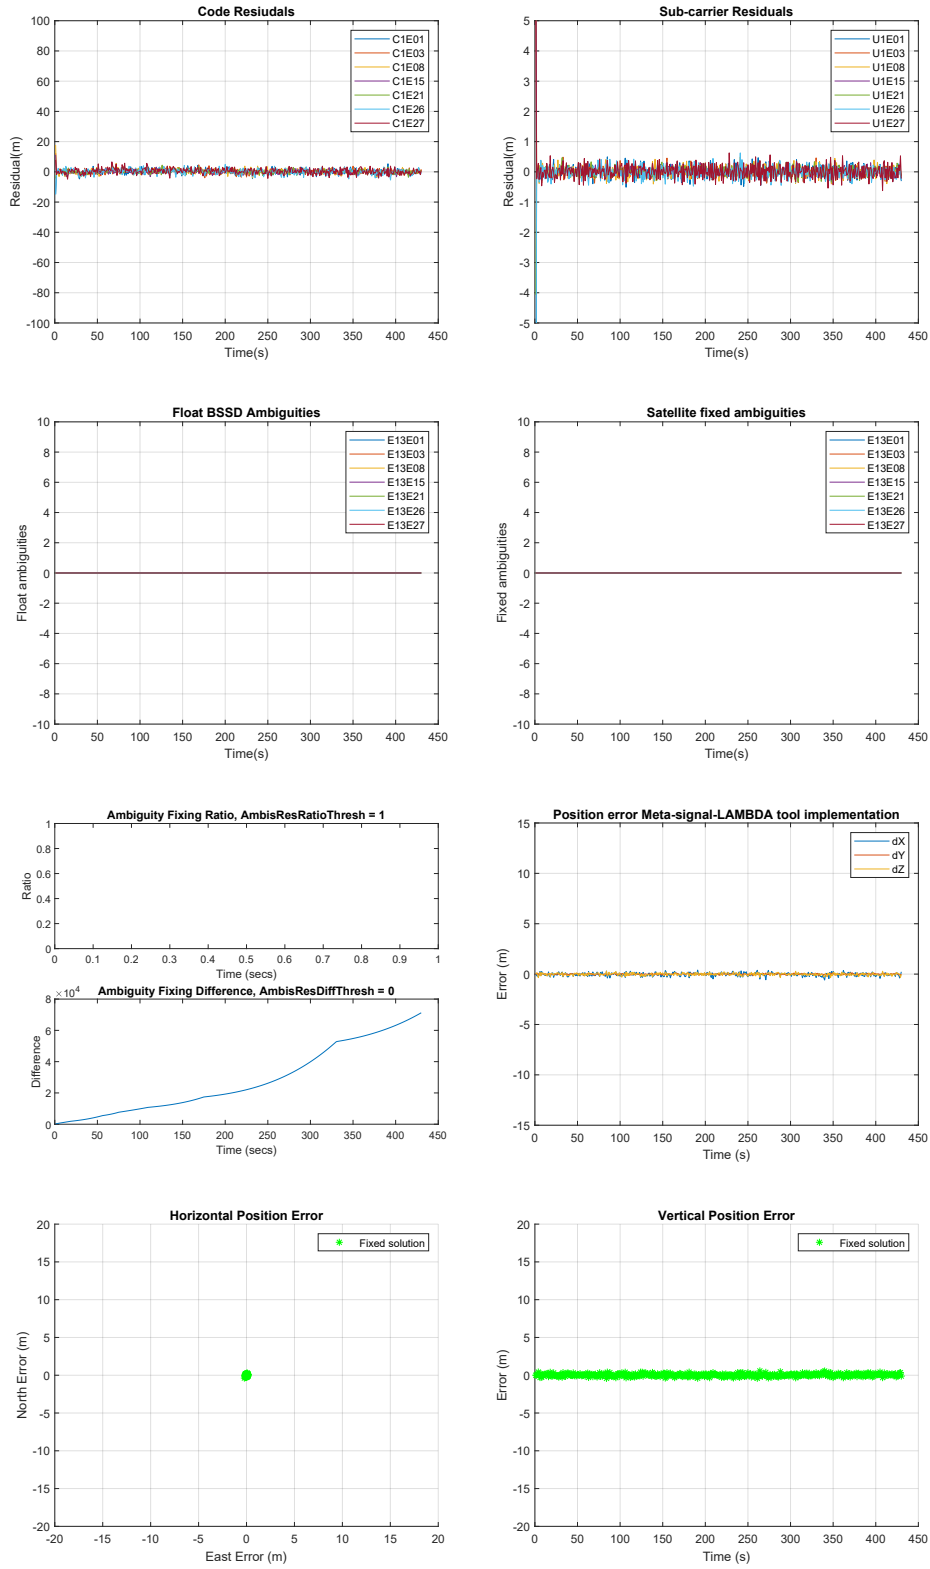 Code Resiudals
100
80
60
40
20
0
-20
-40
-60
-80
-100
Residual(m)
0 50 100 150 200 250 300 350 400 450
Time(s)
C1E01
C1E03
C1E08
C1E15
C1E21
C1E26
C1E27
Sub-carrier Residuals
5
4
3
2
1
0
-1
-2
-3
-4
-5
Residual(m)
0 50 100 150 200 250 300 350 400 450
Time(s)
U1E01
U1E03
U1E08
U1E15
U1E21
U1E26
U1E27
Float BSSD Ambiguities
10
8
6
4
2
0
-2
-4
-6
-8
-10
Float ambiguities
0 50 100 150 200 250 300 350 400 450
Time(s)
E13E01
E13E03
E13E08
E13E15
E13E21
E13E26
E13E27
Satellite fixed ambiguities
10
8
6
4
2
0
-2
-4
-6
-8
-10
Fixed ambiguities
0 50 100 150 200 250 300 350 400 450
Time(s)
E13E01
E13E03
E13E08
E13E15
E13E21
E13E26
E13E27
Ambiguity Fixing Ratio, AmbisResRatioThresh = 1
1
0.8
0.6
0.4
0.2
0
Ratio
0 0.1 0.2 0.3 0.4 0.5 0.6 0.7 0.8 0.9 1
Time (secs)
Ambiguity Fixing Difference, AmbisResDiffThresh = 0
×10⁴
8
6
4
2
0
Difference
0 50 100 150 200 250 300 350 400 450
Time (secs)
Position error Meta-signal-LAMBDA tool implementation
15
10
5
0
-5
-10
-15
Error (m)
0 50 100 150 200 250 300 350 400 450
Time (s)
dX
dY
dZ
Horizontal Position Error
20
15
10
5
0
-5
-10
-15
-20
North Error (m)
-20 -15 -10 -5 0 5 10 15 20
East Error (m)
Fixed solution
Vertical Position Error
20
15
10
5
0
-5
-10
-15
-20
Error (m)
0 50 100 150 200 250 300 350 400 450
Time (s)
Fixed solution